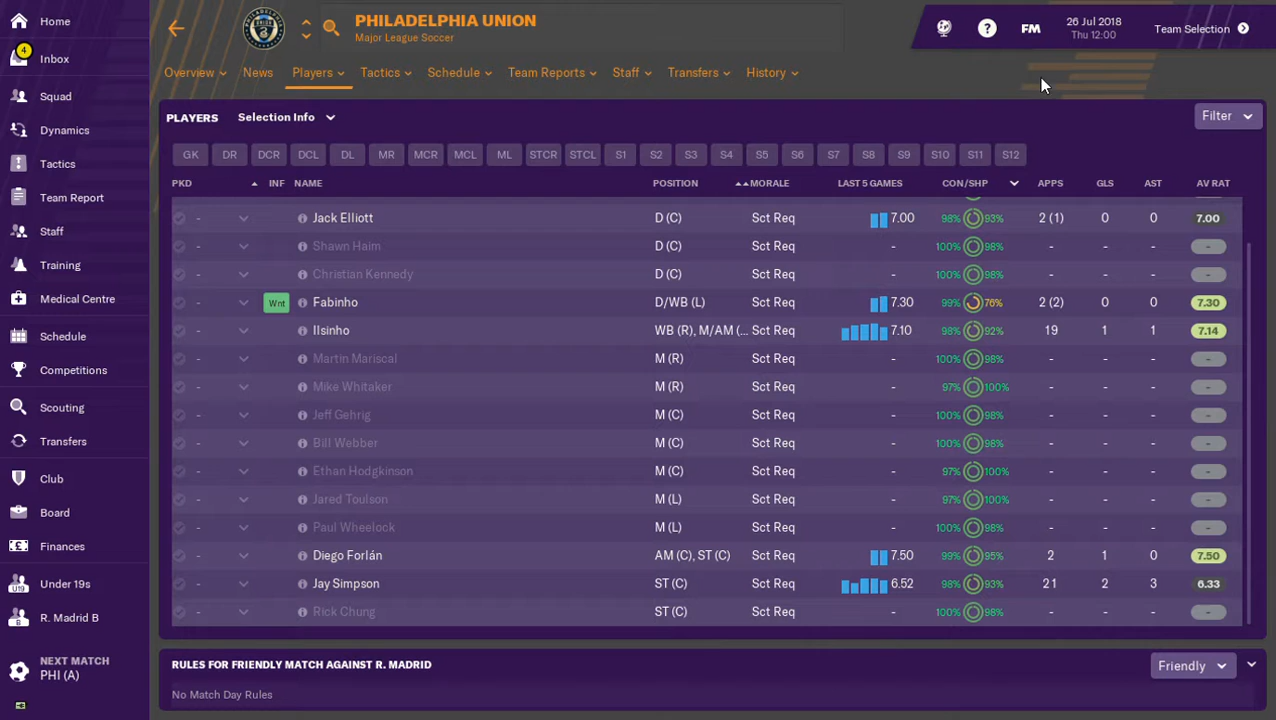 Home
4
Inbox
Squad
Dynamics
Tactics
Team Report
Staff
Training
Medical Centre
Schedule
Competitions
Scouting
Transfers
Club
Board
Finances
U19
Under 19s
B
R. Madrid B
NEXT MATCH
PHI (A)
PHILADELPHIA UNION
Major League Soccer
? FM 26 Jul 2018
Thu 12:00
Team Selection
Overview News Players Tactics Schedule Team Reports Staff Transfers History
PLAYERS Selection Info Filter
GK DR DCR DCL DL MR MCR MCL ML STCR STCL S1 S2 S3 S4 S5 S6 S7 S8 S9 S10 S11 S12
PKD INF NAME POSITION MORALE LAST 5 GAMES CON/SHP APPS GLS AST AV RAT
- Jack Elliott D (C) Sct Req 7.00 98% 93% 2 (1) 0 0 7.00
- Shawn Haim D (C) Sct Req - 100% 98% - - - -
- Christian Kennedy D (C) Sct Req - 100% 98% - - - -
- Wnt Fabinho D/WB (L) Sct Req 7.30 99% 76% 2 (2) 0 0 7.30
- Ilsinho WB (R), M/AM (... Sct Req 7.10 98% 92% 19 1 1 7.14
- Martin Mariscal M (R) Sct Req - 100% 98% - - - -
- Mike Whitaker M (R) Sct Req - 97% 100% - - - -
- Jeff Gehrig M (C) Sct Req - 100% 98% - - - -
- Bill Webber M (C) Sct Req - 100% 98% - - - -
- Ethan Hodgkinson M (C) Sct Req - 97% 100% - - - -
- Jared Toulson M (L) Sct Req - 97% 100% - - - -
- Paul Wheelock M (L) Sct Req - 100% 98% - - - -
- Diego Forlán AM (C), ST (C) Sct Req 7.50 99% 95% 2 1 0 7.50
- Jay Simpson ST (C) Sct Req 6.52 98% 93% 21 2 3 6.33
- Rick Chung ST (C) Sct Req - 100% 98% - - - -
RULES FOR FRIENDLY MATCH AGAINST R. MADRID Friendly
No Match Day Rules